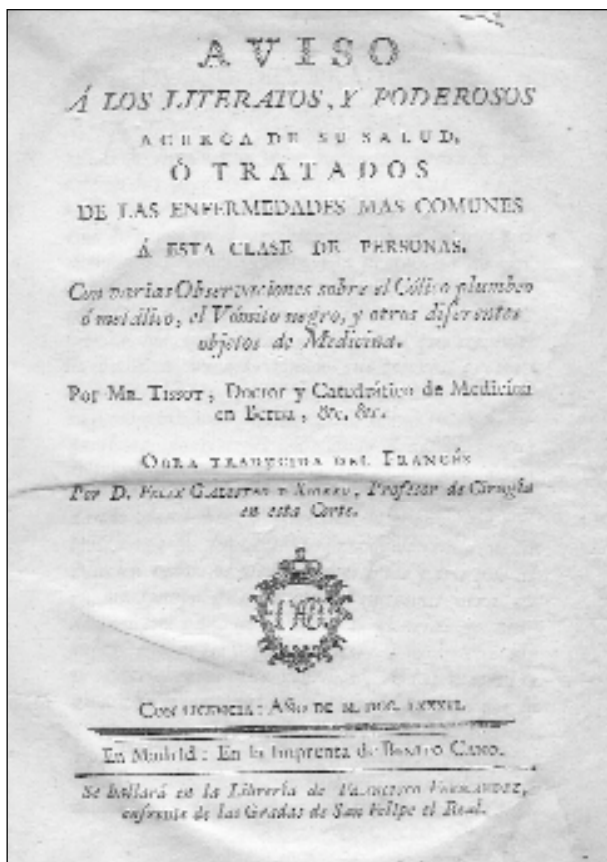 AVISO
Á LOS LITERATOS, Y PODEROSOS
ACERCA DE SU SALUD,
Ó TRATADOS
DE LAS ENFERMEDADES MAS COMUNES
Á ESTA CLASE DE PERSONAS.
Con varias Observaciones sobre el Cólico plumbeo
ó metálico, el Vómito negro, y otros diferentes
objetos de Medicina.
Por MR. TISSOT, Doctor y Catedrático de Medicina
en Berna, &c. &c.
OBRA TRADUCIDA DEL FRANCÉS
Por D. FELIX GALISTEO Y XIORRO, Profesor de Cirugía
en esta Corte.
CON LICENCIA: AÑO DE M. DCC. LXXXVI.
En Madrid: En la Imprenta de BENITO CANO.
Se hallará en la Librería de FRANCISCO FERNANDEZ,
enfrente de las Gradas de San Felipe el Real.